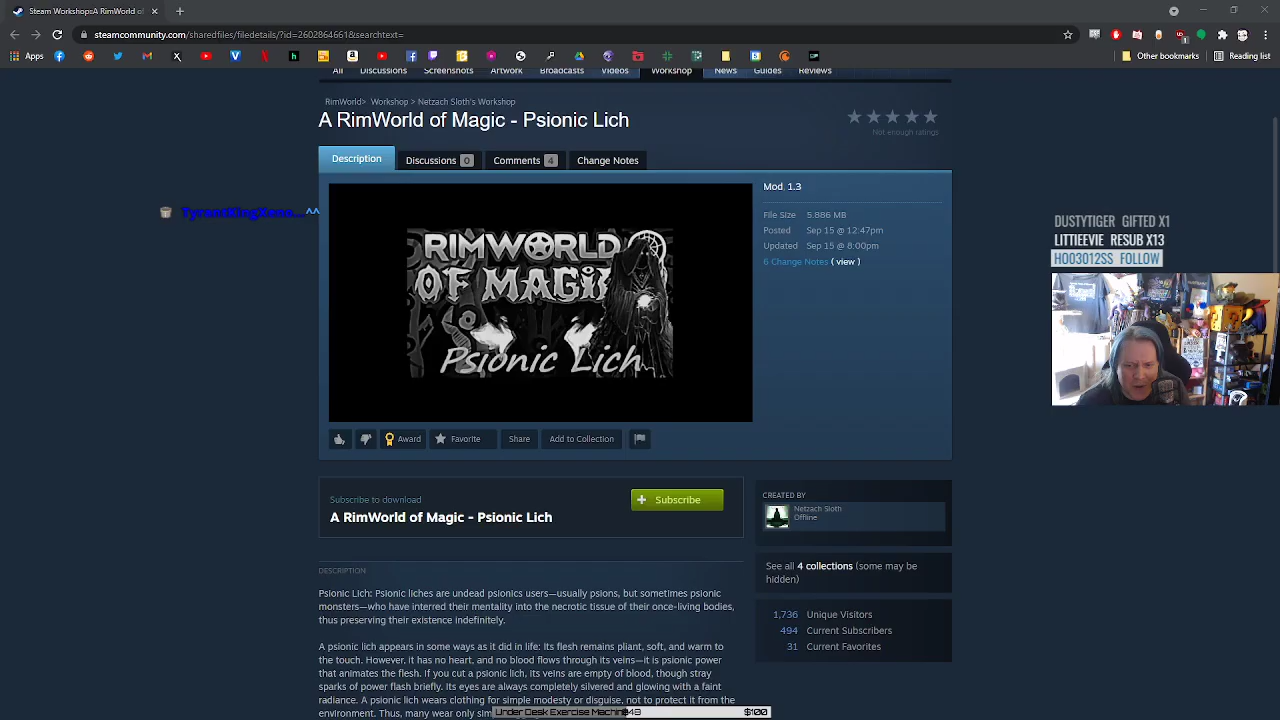 Steam Workshop::A RimWorld of
steamcommunity.com/sharedfiles/filedetails/?id=2602864661&searchtext=
Apps
Other bookmarks
Reading list
All Discussions Screenshots Artwork Broadcasts Videos Workshop News Guides Reviews
RimWorld > Workshop > Netzach Sloth's Workshop
A RimWorld of Magic - Psionic Lich
Not enough ratings
Description
Discussions 0
Comments 4
Change Notes
RIMWORLD
OF MAGIC
Psionic Lich
Mod, 1.3
File Size 5.886 MB
Posted Sep 15 @ 12:47pm
Updated Sep 15 @ 8:00pm
6 Change Notes ( view )
DUSTYTIGER GIFTED X1
LITTIEEVIE RESUB X13
HO03012SS FOLLOW
Award
Favorite
Share
Add to Collection
Subscribe to download
A RimWorld of Magic - Psionic Lich
Subscribe
CREATED BY
Netzach Sloth
Offline
See all 4 collections (some may
be
hidden)
1,736 Unique Visitors
494 Current Subscribers
31 Current Favorites
DESCRIPTION
Psionic Lich: Psionic liches are undead psionics users—usually psions, but sometimes psionic
monsters—who have interred their mentality into the necrotic tissue of their once-living bodies,
thus preserving their existence indefinitely.
A psionic lich appears in some ways as it did in life: Its flesh remains pliant, soft, and warm to
the touch. However, it has no heart, and no blood flows through its veins—it is psionic power
that animates the flesh. If you cut a psionic lich, its veins are empty of blood, though stray
sparks of power flash briefly. Its eyes are always completely silvered and glowing with a faint
radiance. A psionic lich wears clothing for simple modesty or disguise, not to protect it from the
environment. Thus, many wear only
Under Desk Exercise Machine
$100